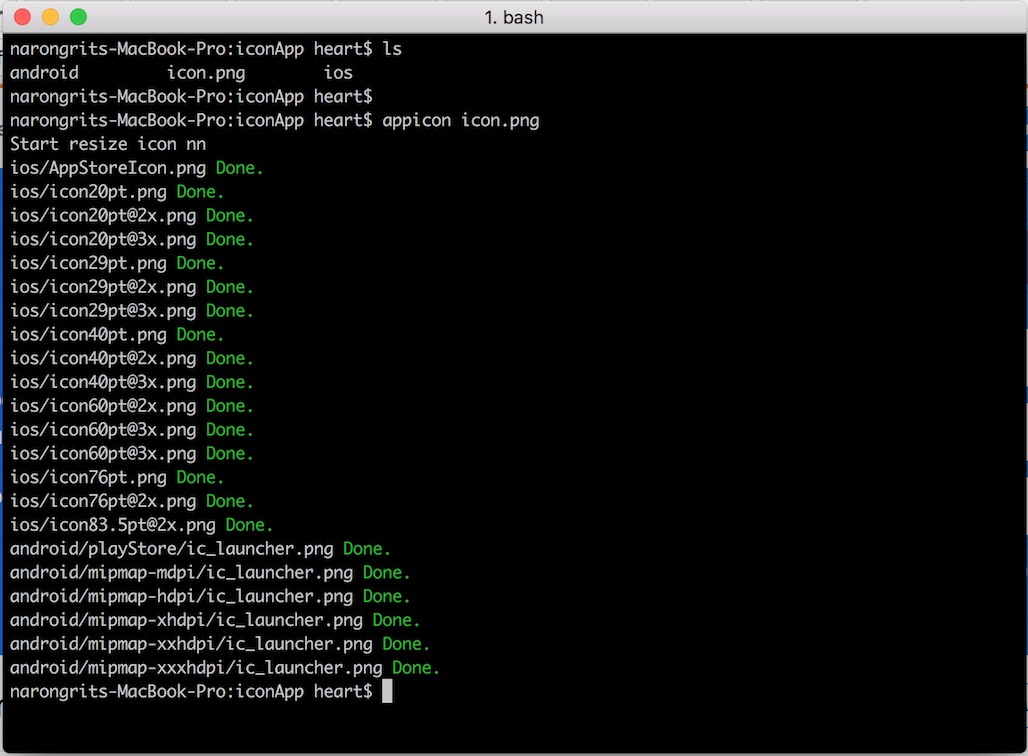 1. bash
narongrits-MacBook-Pro:iconApp heart$ ls
android icon.png ios
narongrits-MacBook-Pro:iconApp heart$
narongrits-MacBook-Pro:iconApp heart$ appicon icon.png
Start resize icon nn
ios/AppStoreIcon.png Done.
ios/icon20pt.png Done.
ios/icon20pt@2x.png Done.
ios/icon20pt@3x.png Done.
ios/icon29pt.png Done.
ios/icon29pt@2x.png Done.
ios/icon29pt@3x.png Done.
ios/icon40pt.png Done.
ios/icon40pt@2x.png Done.
ios/icon40pt@3x.png Done.
ios/icon60pt@2x.png Done.
ios/icon60pt@3x.png Done.
ios/icon60pt@3x.png Done.
ios/icon76pt.png Done.
ios/icon76pt@2x.png Done.
ios/icon83.5pt@2x.png Done.
android/playStore/ic_launcher.png Done.
android/mipmap-mdpi/ic_launcher.png Done.
android/mipmap-hdpi/ic_launcher.png Done.
android/mipmap-xhdpi/ic_launcher.png Done.
android/mipmap-xxhdpi/ic_launcher.png Done.
android/mipmap-xxxhdpi/ic_launcher.png Done.
narongrits-MacBook-Pro:iconApp heart$